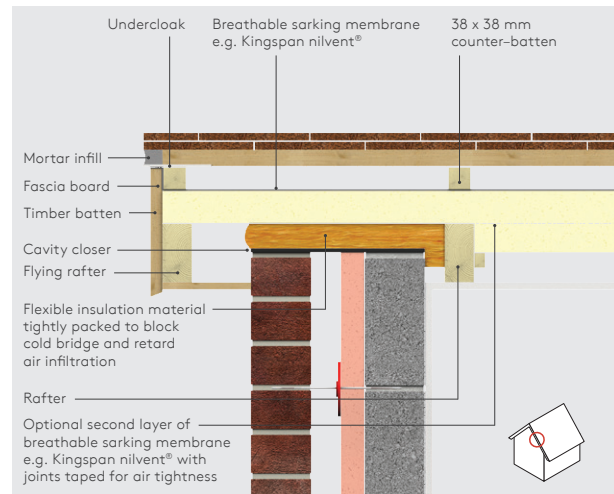 Undercloak
Breathable sarking membrane
e.g. Kingspan nilvent®
38 x 38 mm
counter–batten
Mortar infill
Fascia board
Timber batten
Cavity closer
Flying rafter
Flexible insulation material
tightly packed to block
cold bridge and retard
air infiltration
Rafter
Optional second layer of
breathable sarking membrane
e.g. Kingspan nilvent® with
joints taped for air tightness